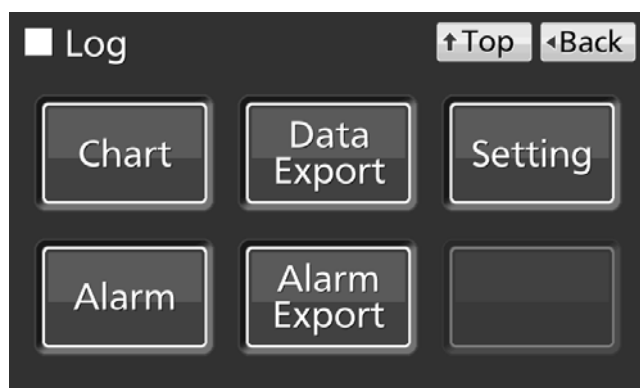 Log
↑Top
◂Back
Chart
Data
Export
Setting
Alarm
Alarm
Export